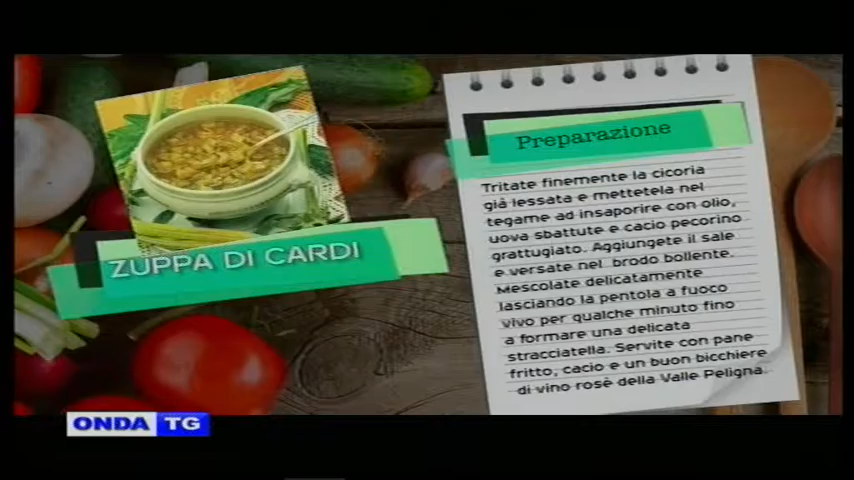 ZUPPA DI CARDI
Preparazione
Tritate finemente la cicoria
già lessata e mettetela nel
tegame ad insaporire con olio,
uova sbattute e cacio pecorino
grattugiato. Aggiungete il sale
e versate nel brodo bollente.
Mescolate delicatamente
lasciando la pentola a fuoco
vivo per qualche minuto fino
a formare una delicata
stracciatella. Servite con pane
fritto, cacio e un buon bicchiere
di vino rosè della Valle Peligna.
ONDA TG